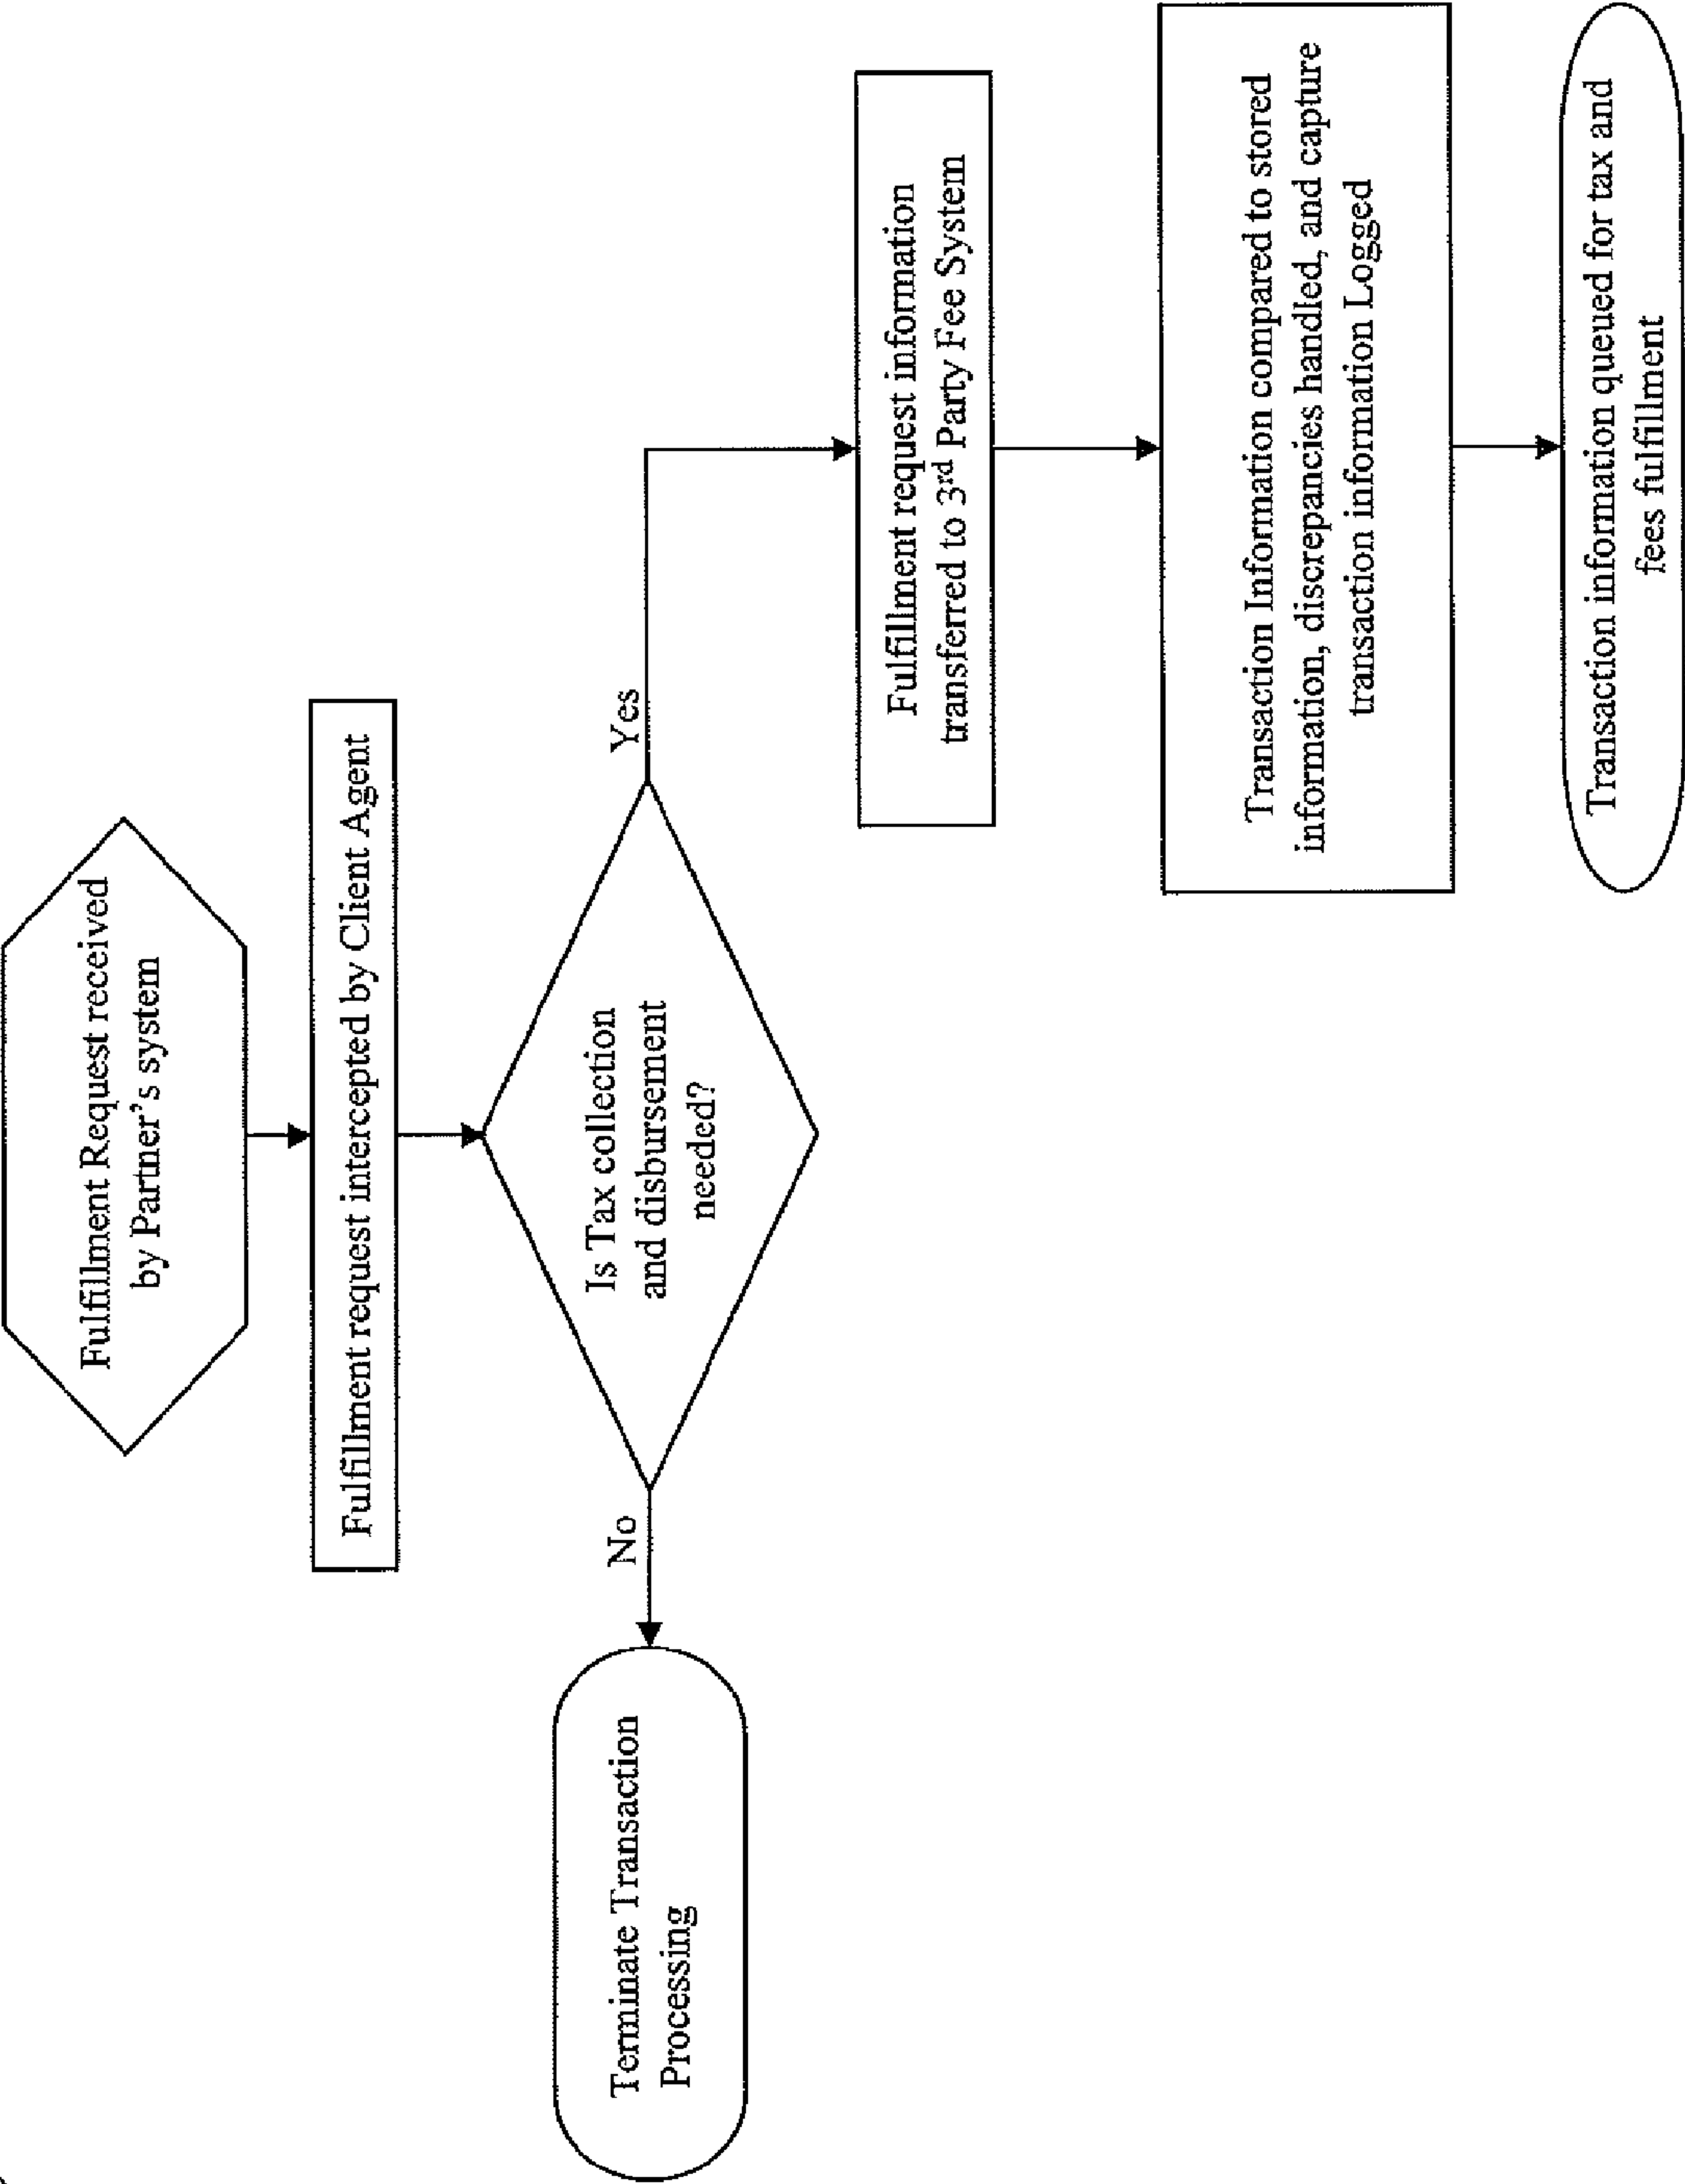 Fulfillment Request received
by Partner's system
Fulfillment request intercepted by Client Agent
Is Tax collection
and disbursement
needed?
No
Yes
Terminate Transaction
Processing
Fulfillment request information
transferred to 3rd Party Fee System
Transaction Information compared to stored
information, discrepancies handled, and capture
transaction information Logged
Transaction information queued for tax and
fees fulfillment